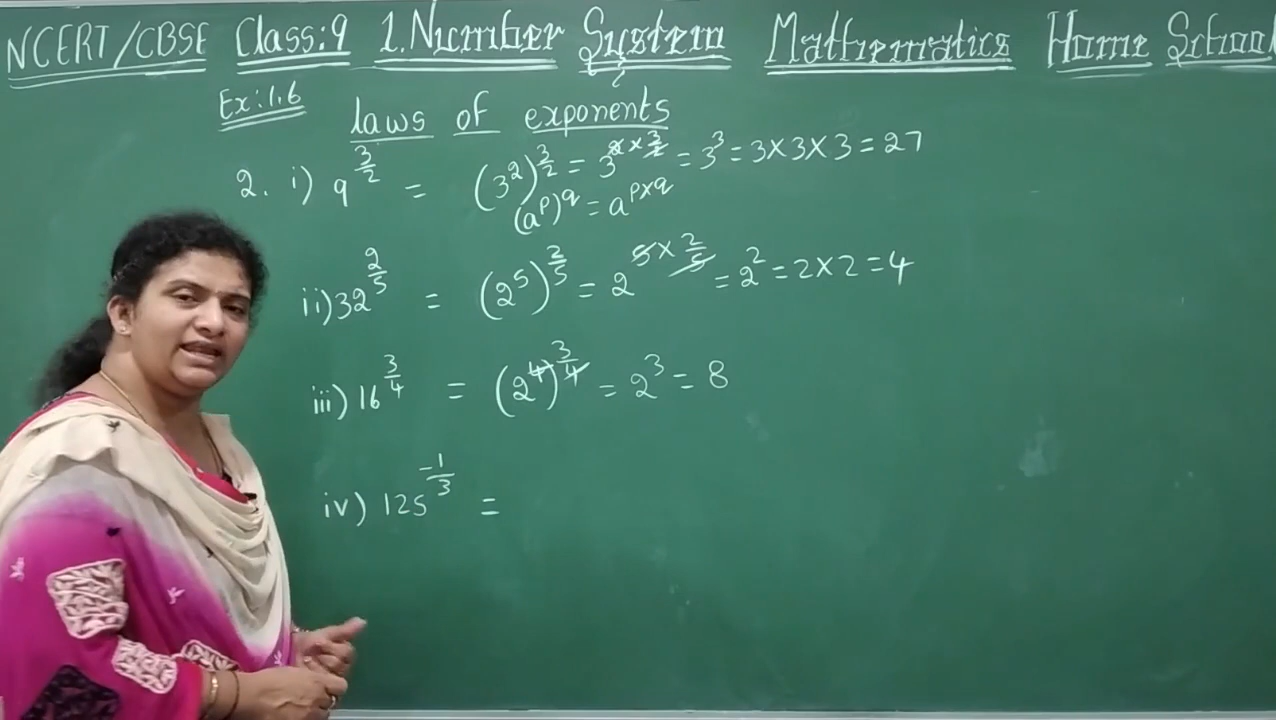 NCERT/CBSE Class:9 1.Number System Mathematics Home School
Ex:1.6
laws of exponents
2. i) 9^(3/2) = (3^2)^(3/2) = 3^(2×3/2) = 3^3 = 3×3×3 = 27
(a^p)^q = a^(p×q)
ii) 32^(2/5) = (2^5)^(2/5) = 2^(5×2/5) = 2^2 = 2×2 = 4
iii) 16^(3/4) = (2^4)^(3/4) = 2^3 = 8
iv) 125^(-1/3) =